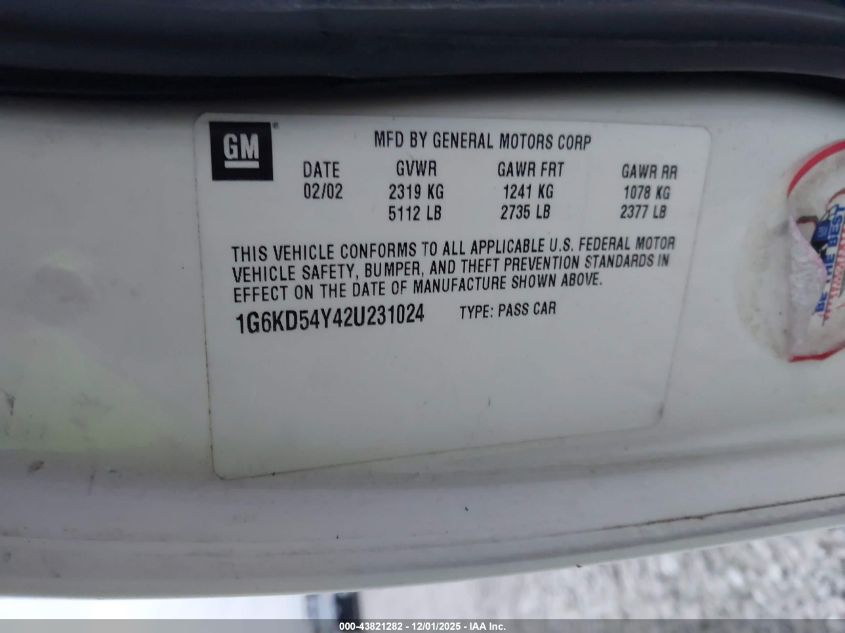 GM
MFD BY GENERAL MOTORS CORP
DATE GVWR GAWR FRT GAWR RR
02/02 2319 KG 1241 KG 1078 KG
5112 LB 2735 LB 2377 LB
THIS VEHICLE CONFORMS TO ALL APPLICABLE U.S. FEDERAL MOTOR
VEHICLE SAFETY, BUMPER, AND THEFT PREVENTION STANDARDS IN
EFFECT ON THE DATE OF MANUFACTURE SHOWN ABOVE.
1G6KD54Y42U231024 TYPE: PASS CAR
BE THE BEST
000-43821282 - 12/01/2025 - IAA Inc.